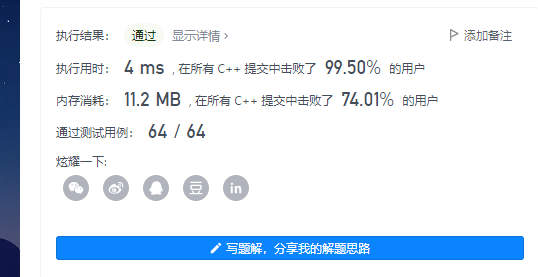 执行结果： 通过 显示详情 › 添加备注
执行用时： 4 ms , 在所有 C++ 提交中击败了 99.50% 的用户
内存消耗： 11.2 MB , 在所有 C++ 提交中击败了 74.01% 的用户
通过测试用例： 64 / 64
炫耀一下:
豆 in
写题解，分享我的解题思路